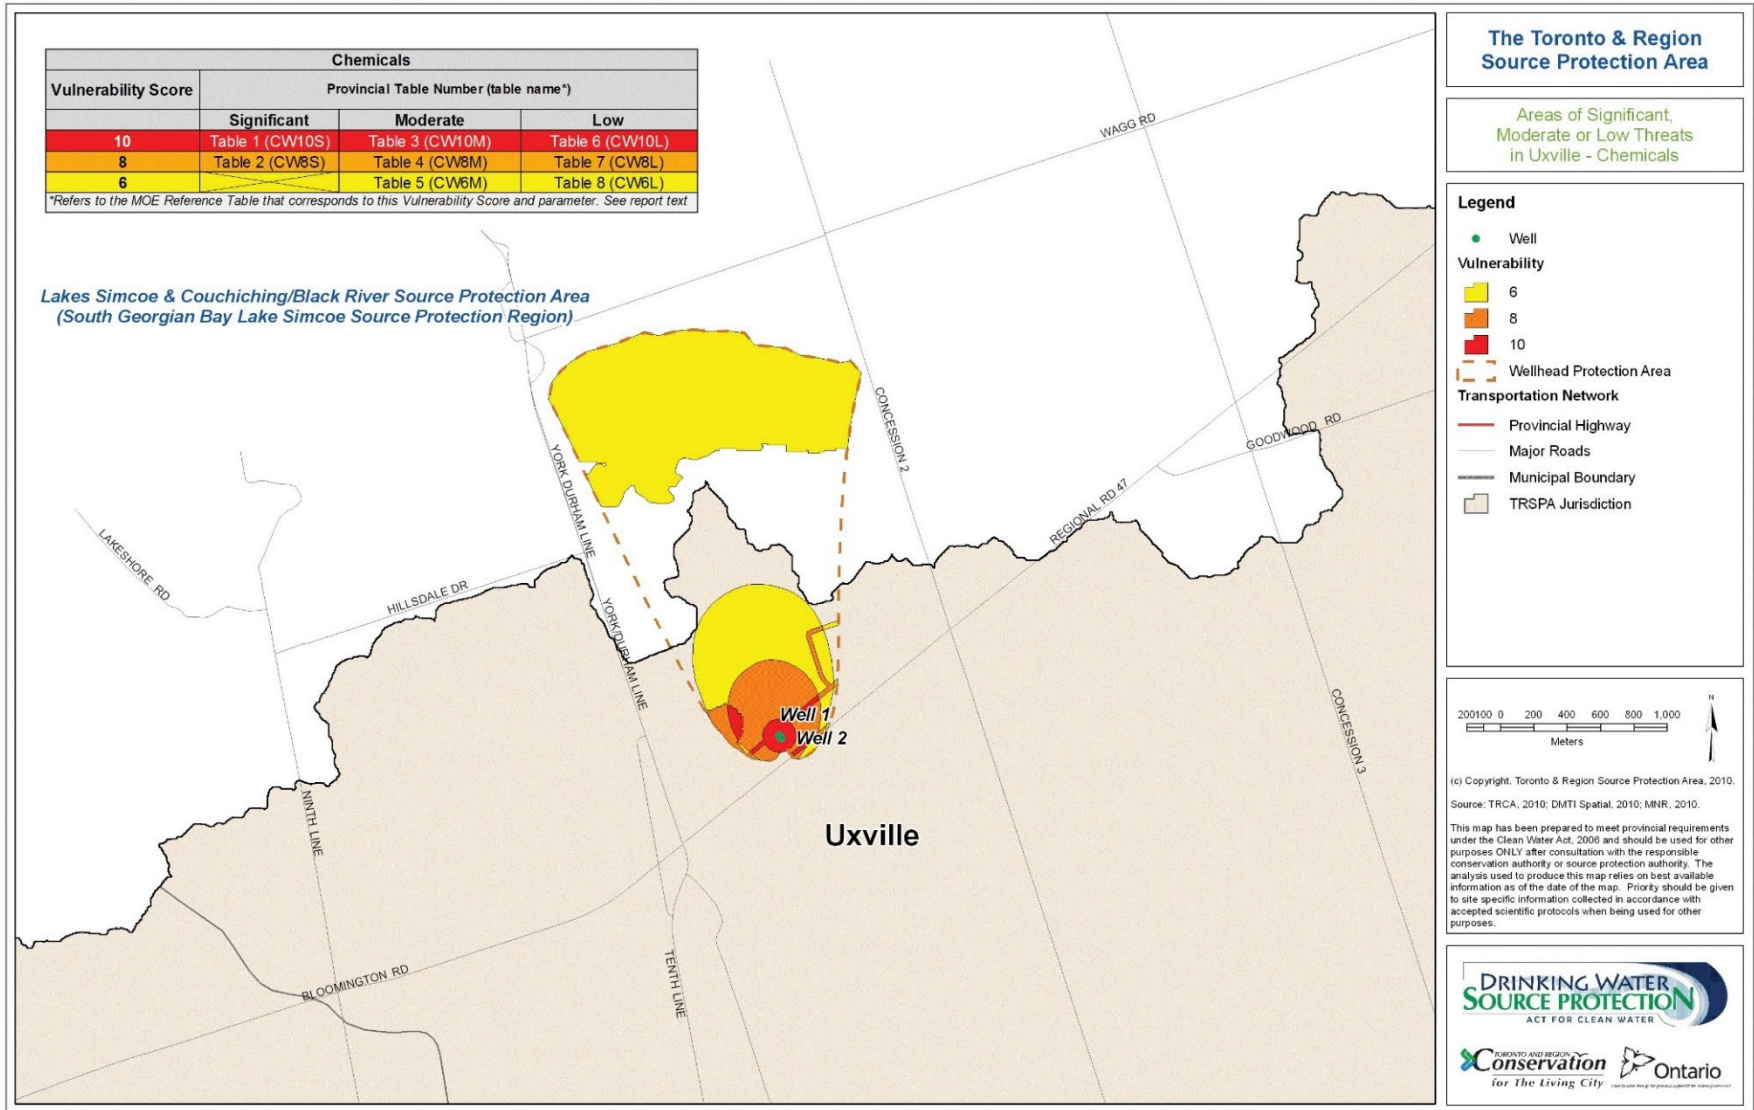 Chemicals
Vulnerability Score
Provincial Table Number (table name*)
Significant Moderate Low
10 Table 1 (CW10S) Table 3 (CW10M) Table 6 (CW10L)
8 Table 2 (CW8S) Table 4 (CW8M) Table 7 (CW8L)
6 Table 5 (CW6M) Table 8 (CW6L)
*Refers to the MOE Reference Table that corresponds to this Vulnerability Score and parameter. See report text
Lakes Simcoe & Couchiching/Black River Source Protection Area
(South Georgian Bay Lake Simcoe Source Protection Region)
WAGG RD
CONCESSION 2
GOODWOOD RD
REGIONAL RD 47
YORK DURHAM LINE
LAKESHORE RD
HILLSDALE DR
YORK/DURHAM LINE
CONCESSION 3
Well 1
Well 2
Uxville
NINTH LINE
BLOOMINGTON RD
TENTH LINE
The Toronto & Region
Source Protection Area
Areas of Significant,
Moderate or Low Threats
in Uxville - Chemicals
Legend
Well
Vulnerability
6
8
10
Wellhead Protection Area
Transportation Network
Provincial Highway
Major Roads
Municipal Boundary
TRSPA Jurisdiction
N
200100 0 200 400 600 800 1,000
Meters
(c) Copyright. Toronto & Region Source Protection Area, 2010.
Source: TRCA, 2010; DMTI Spatial, 2010; MNR, 2010.
This map has been prepared to meet provincial requirements
under the Clean Water Act, 2006 and should be used for other
purposes ONLY after consultation with the responsible
conservation authority or source protection authority. The
analysis used to produce this map relies on best available
information as of the date of the map. Priority should be given
to site specific information collected in accordance with
accepted scientific protocols when being used for other
purposes.
DRINKING WATER
SOURCE PROTECTION
ACT FOR CLEAN WATER
TORONTO AND REGION
Conservation
for The Living City
Ontario